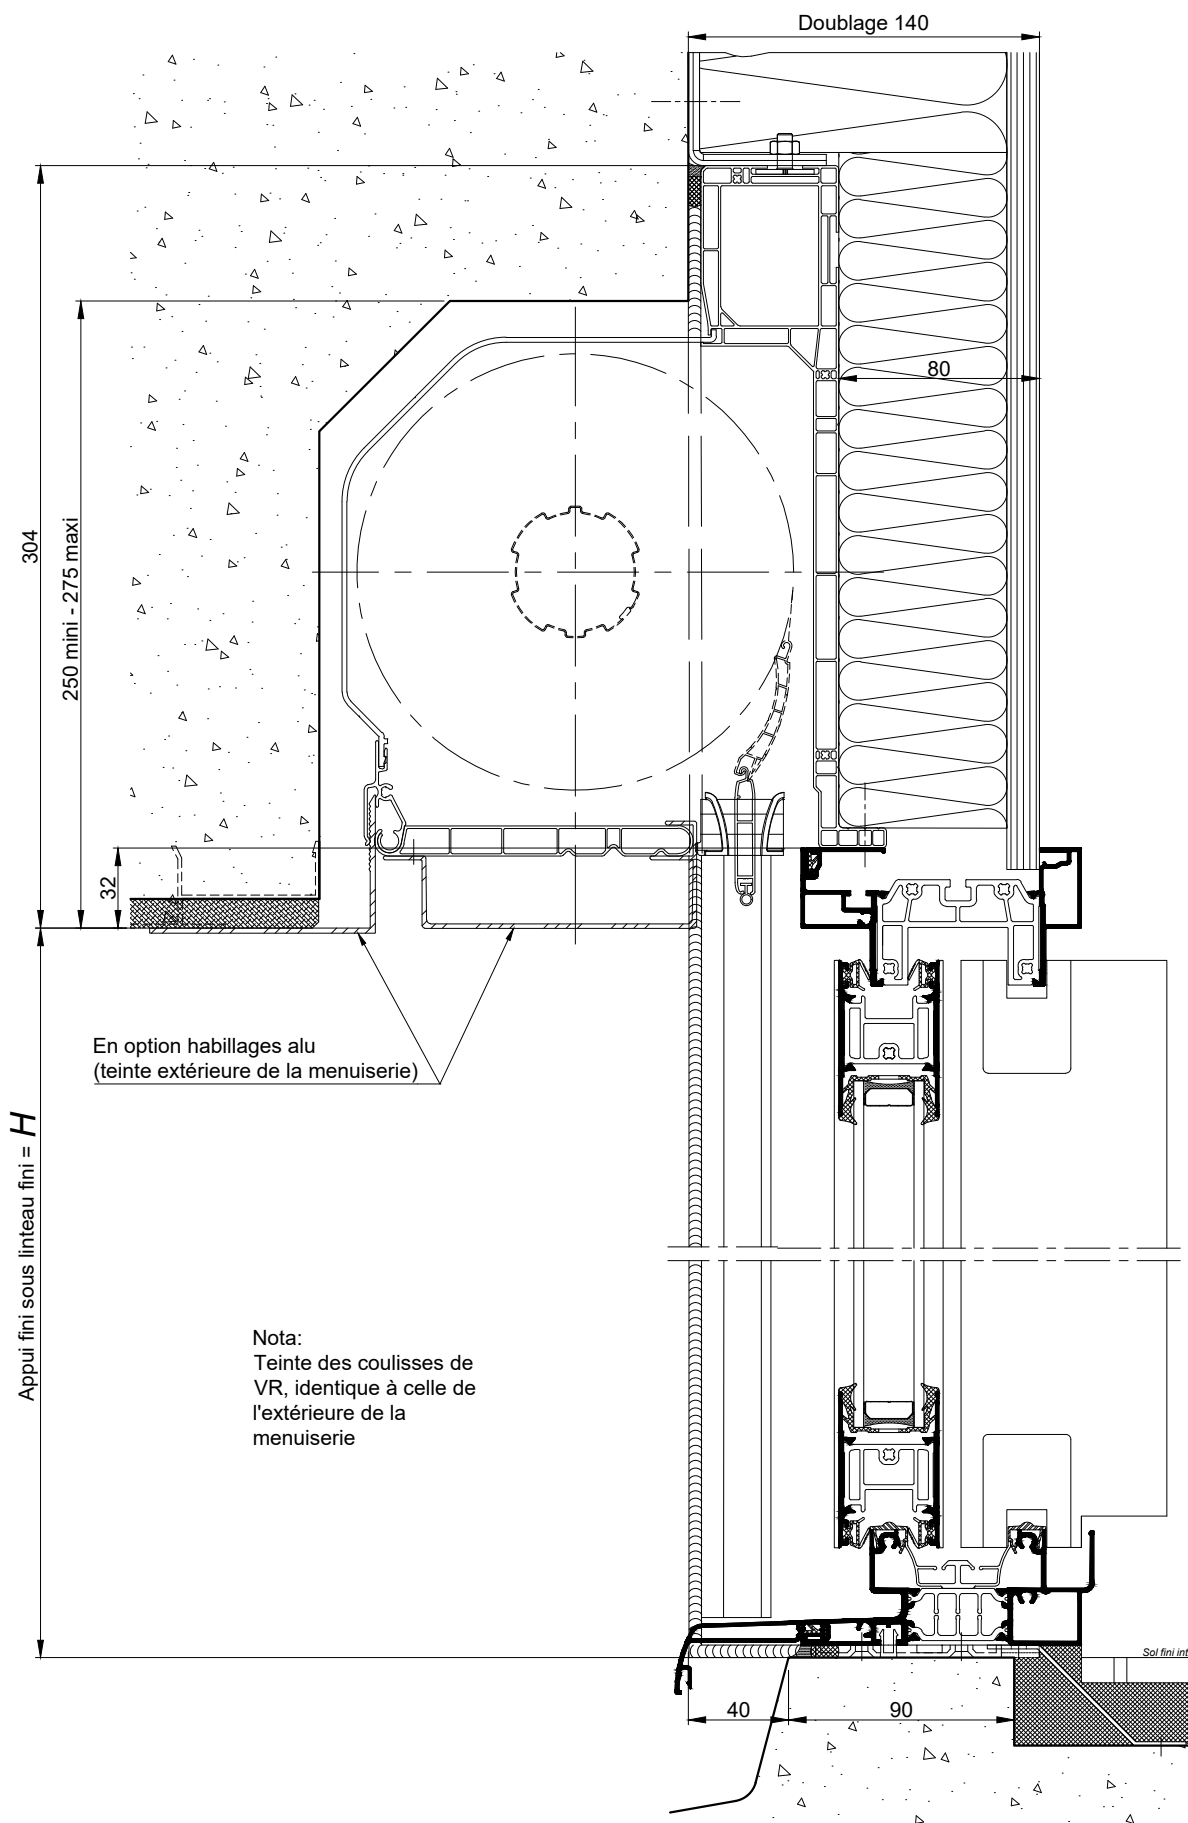 Doublage 140
80
304
250 mini - 275 maxi
32
En option habillages alu
(teinte extérieure de la menuiserie)
Appui fini sous linteau fini = H
Nota:
Teinte des coulisses de
VR, identique à celle de
l'extérieure de la
menuiserie
Sol fini int
40
90